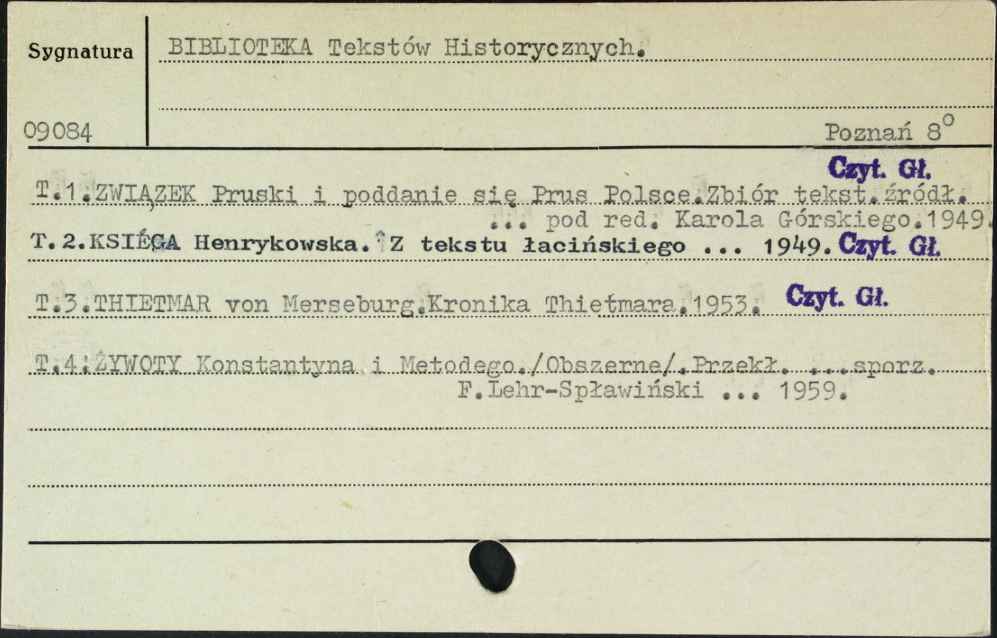 Sygnatura
BIBLIOTEKA Tekstów Historycznych.
09084
Poznań 8°
Czyt. Gł.
T.1.ZWIĄZEK Pruski i poddanie się Prus Polsce.Zbiór tekst.źródł.
... pod red. Karola Górskiego.1949.
T.2.KSIĘGA Henrykowska. Z tekstu łacińskiego ... 1949. Czyt. Gł.
T.3.THIETMAR von Merseburg.Kronika Thietmara.1953. Czyt. Gł.
T.4.ŻYWOTY Konstantyna i Metodego./Obszerne/.Przekł. ...sporz.
F.Lehr-Spławiński ... 1959.